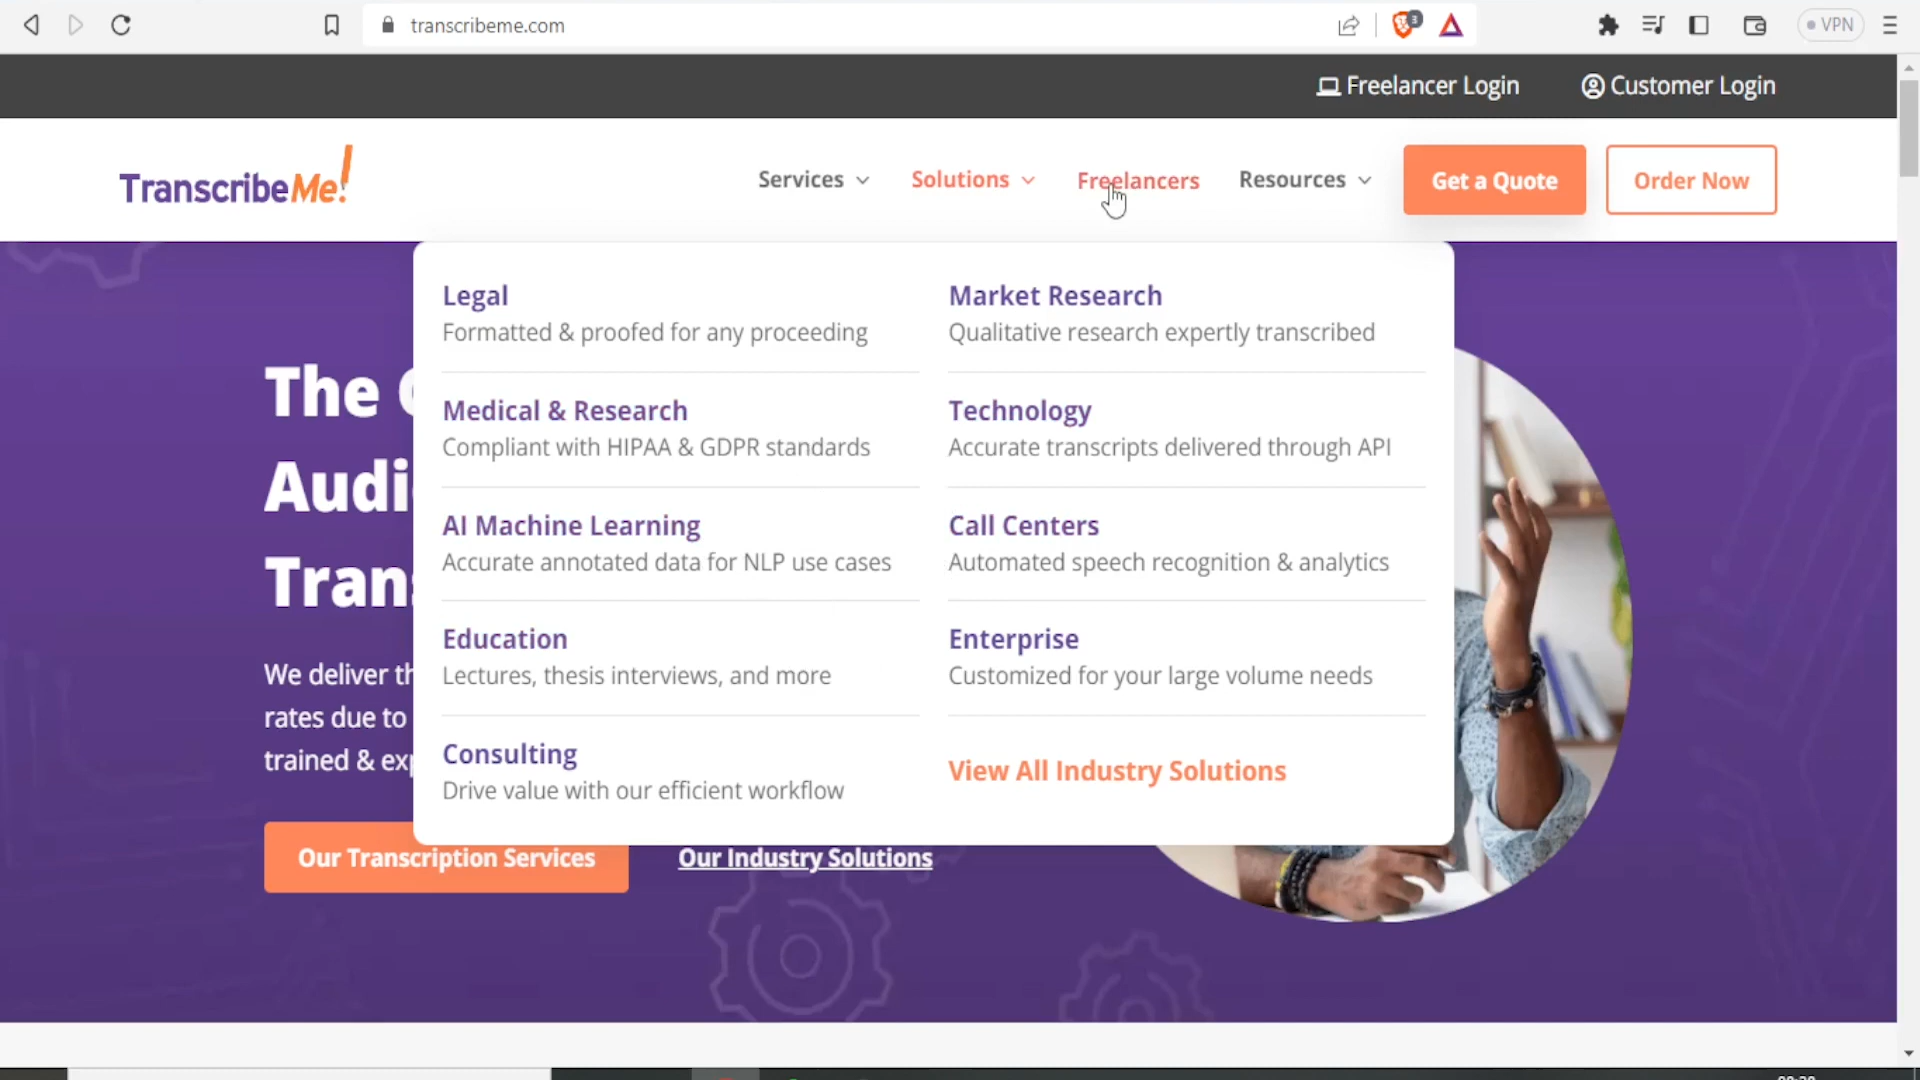 transcribeme.com
3
VPN
Freelancer Login
Customer Login
TranscribeMe!
Services
Solutions
Freelancers
Resources
Get a Quote
Order Now
Legal
Formatted & proofed for any proceeding
Market Research
Qualitative research expertly transcribed
Medical & Research
Compliant with HIPAA & GDPR standards
Technology
Accurate transcripts delivered through API
AI Machine Learning
Accurate annotated data for NLP use cases
Call Centers
Automated speech recognition & analytics
Education
Lectures, thesis interviews, and more
Enterprise
Customized for your large volume needs
Consulting
Drive value with our efficient workflow
View All Industry Solutions
The
Audi
Tran
We deliver th
rates due to
trained & exp
Our Transcription Services
Our Industry Solutions